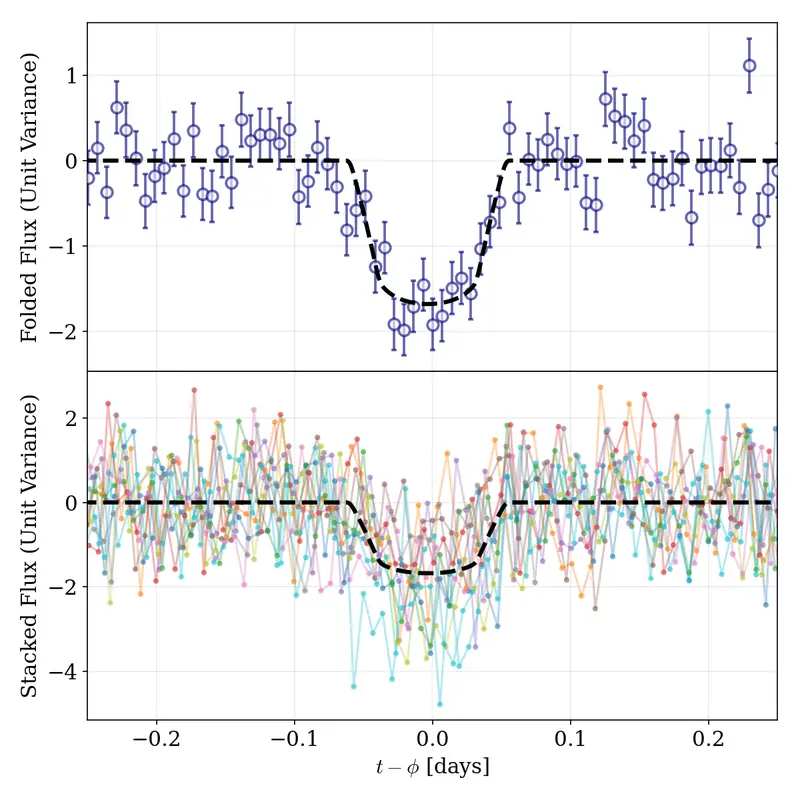 Folded Flux (Unit Variance)
1
0
−1
−2
Stacked Flux (Unit Variance)
2
0
−2
−4
−0.2 −0.1 0.0 0.1 0.2
t − ϕ [days]